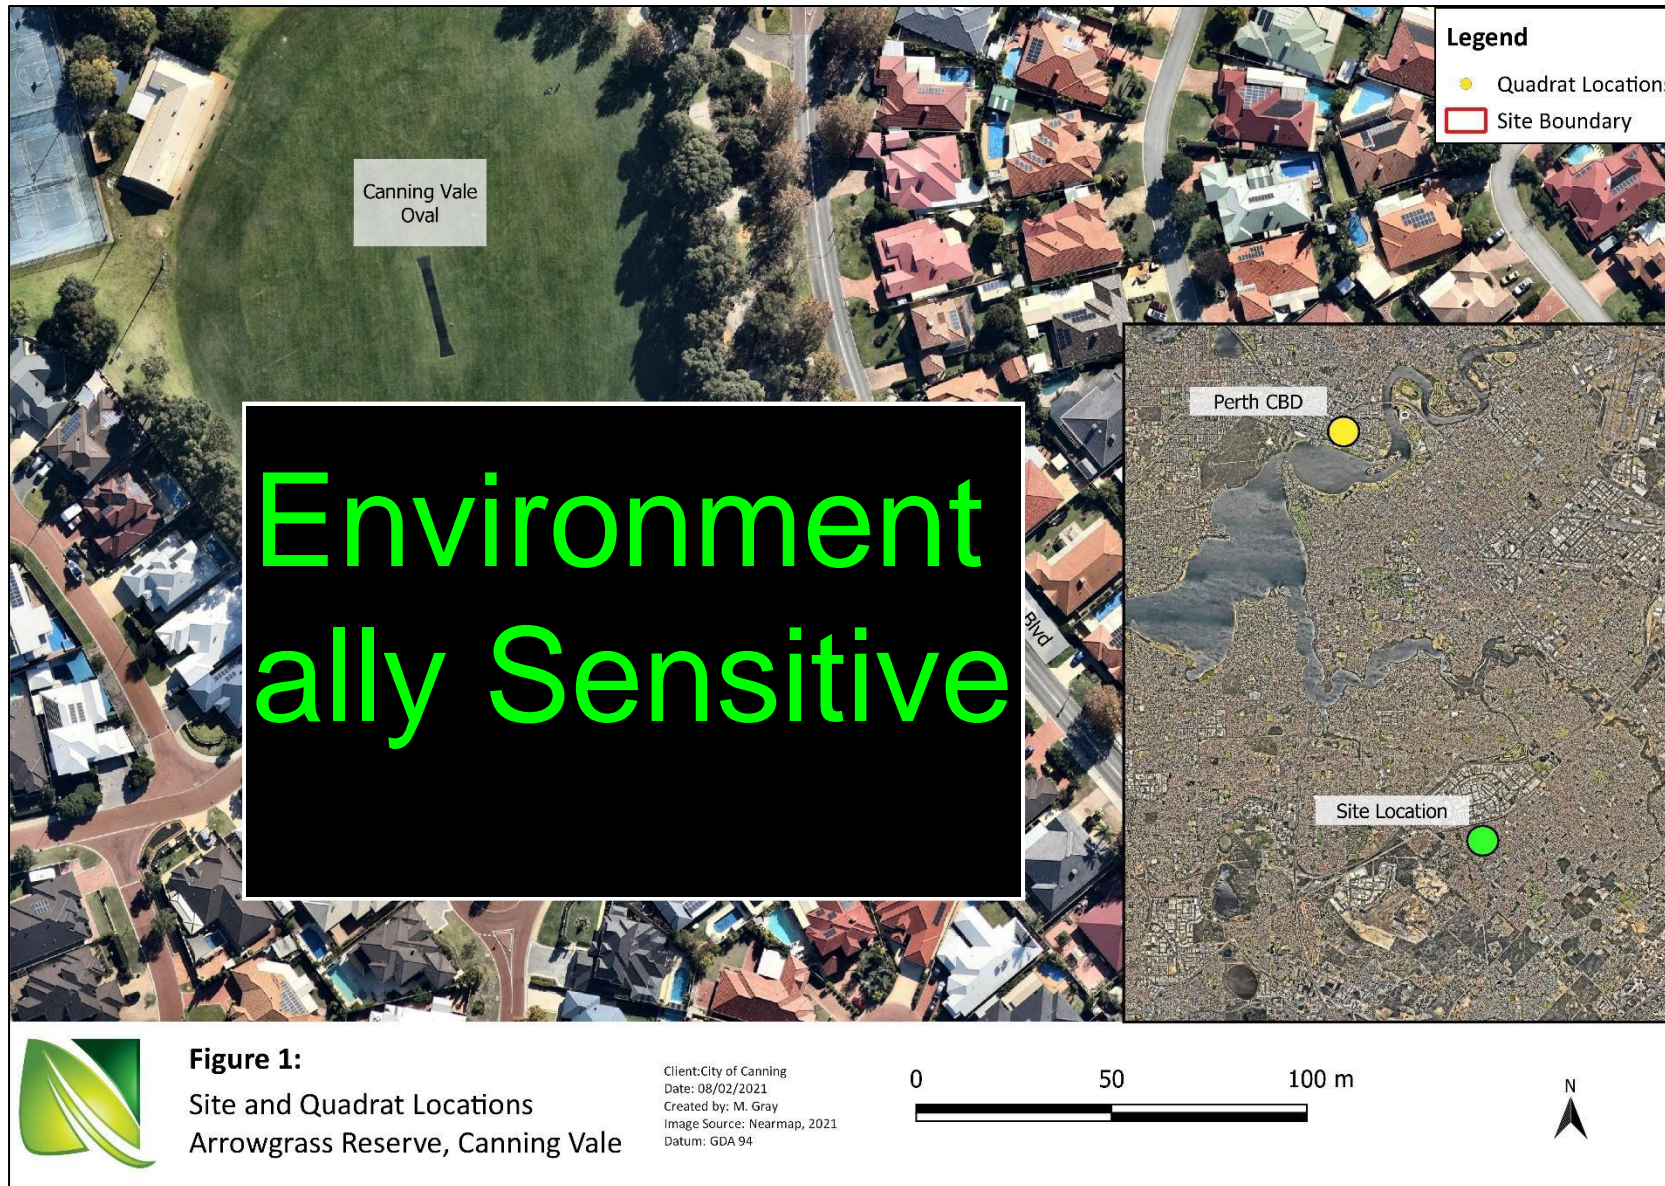 Legend
Quadrat Locations
Site Boundary
Canning Vale
Oval
Perth CBD
Environment
ally Sensitive
Blvd
Site Location
Figure 1:
Site and Quadrat Locations
Arrowgrass Reserve, Canning Vale
Client:City of Canning
Date: 08/02/2021
Created by: M. Gray
Image Source: Nearmap, 2021
Datum: GDA 94
0 50 100 m
N